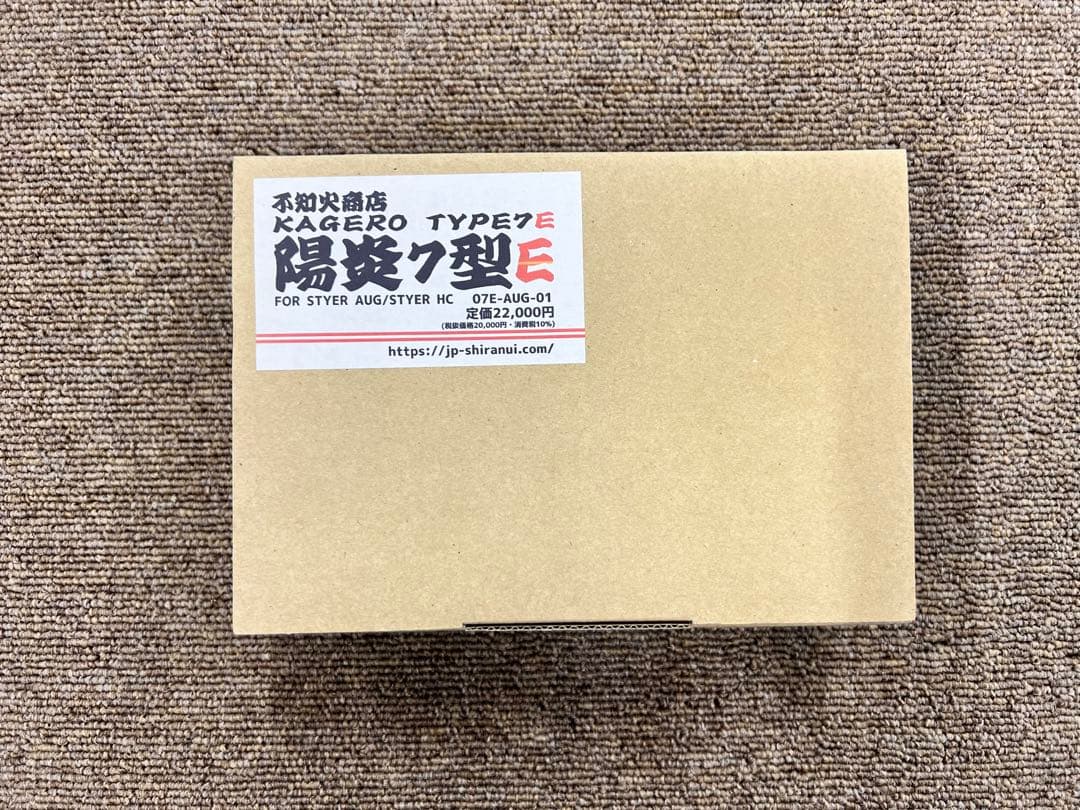 不知火商店
KAGERO TYPE7E
陽炎7型E
FOR STYER AUG/STYER HC 07E-AUG-01
定価22,000円
(税抜価格20,000円・消費税10%)
https://jp-shiranui.com/